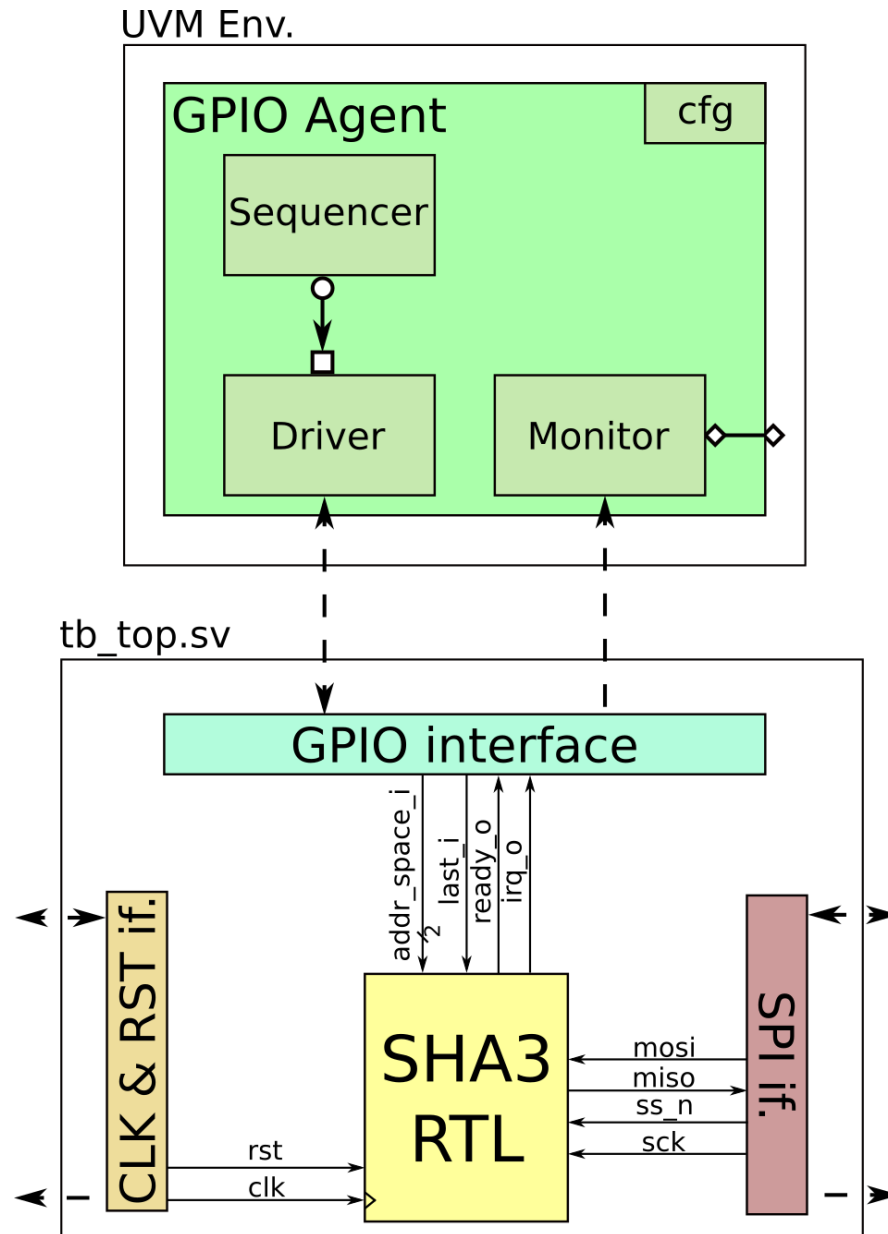 UVM Env.
GPIO Agent
cfg
Sequencer
Driver
Monitor
tb_top.sv
GPIO interface
addr_space_i
2
last_i
ready_o
irq_o
CLK & RST if.
SHA3
RTL
SPI if.
mosi
miso
ss_n
sck
rst
clk